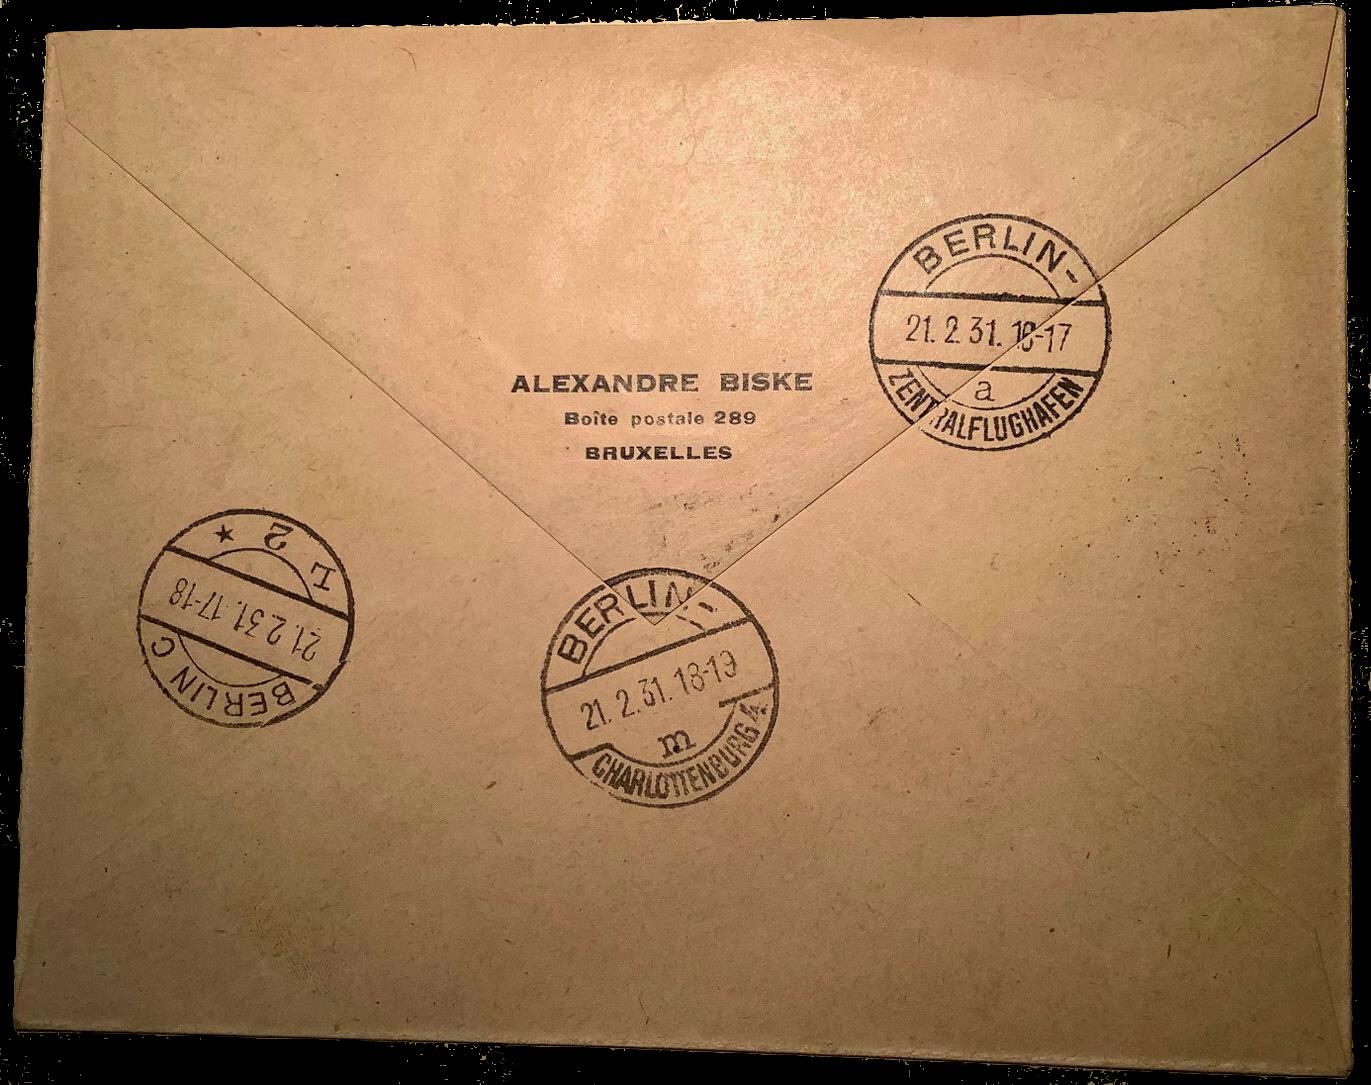 BERLIN-
21. 2. 31. 16-17
a
ZENTRALFLUGHAFEN
ALEXANDRE BISKE
Boîte postale 289
BRUXELLES
BERLIN C
21. 2. 31. 17-18
L 2 *
BERLIN-
21. 2. 31. 18-19
m
CHARLOTTENBURG 4